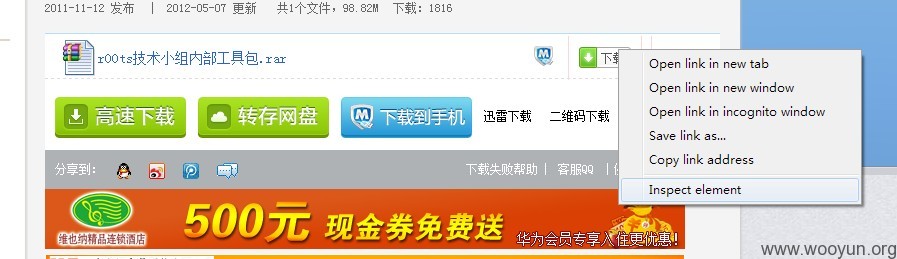 2011-11-12 发布 | 2012-05-07 更新 共1个文件，98.82M 下载：1816
r00ts技术小组内部工具包.rar
下载
Open link in new tab
Open link in new window
Open link in incognito window
Save link as...
Copy link address
Inspect element
高速下载
转存网盘
下载到手机
迅雷下载
二维码下载
分享到：
下载失败帮助 | 客服QQ |
维也纳精品连锁酒店
500元 现金券免费送
华为会员专享入住更优惠！
www.wooyun.org